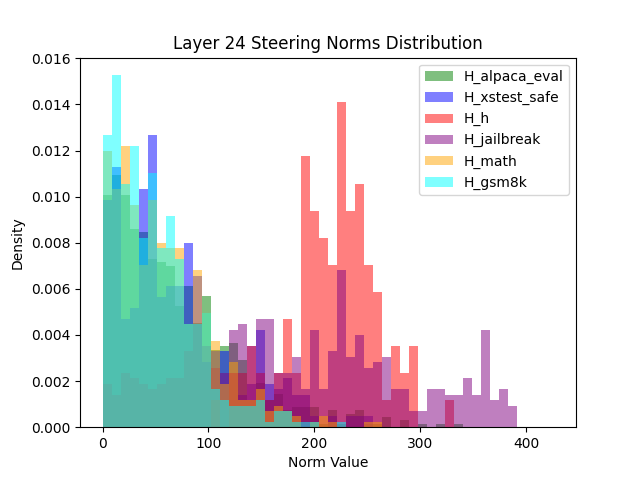 Layer 24 Steering Norms Distribution
0.016
0.014
0.012
0.010
0.008
0.006
0.004
0.002
0.000
Density
H_alpaca_eval
H_xstest_safe
H_h
H_jailbreak
H_math
H_gsm8k
0
100
200
300
400
Norm Value